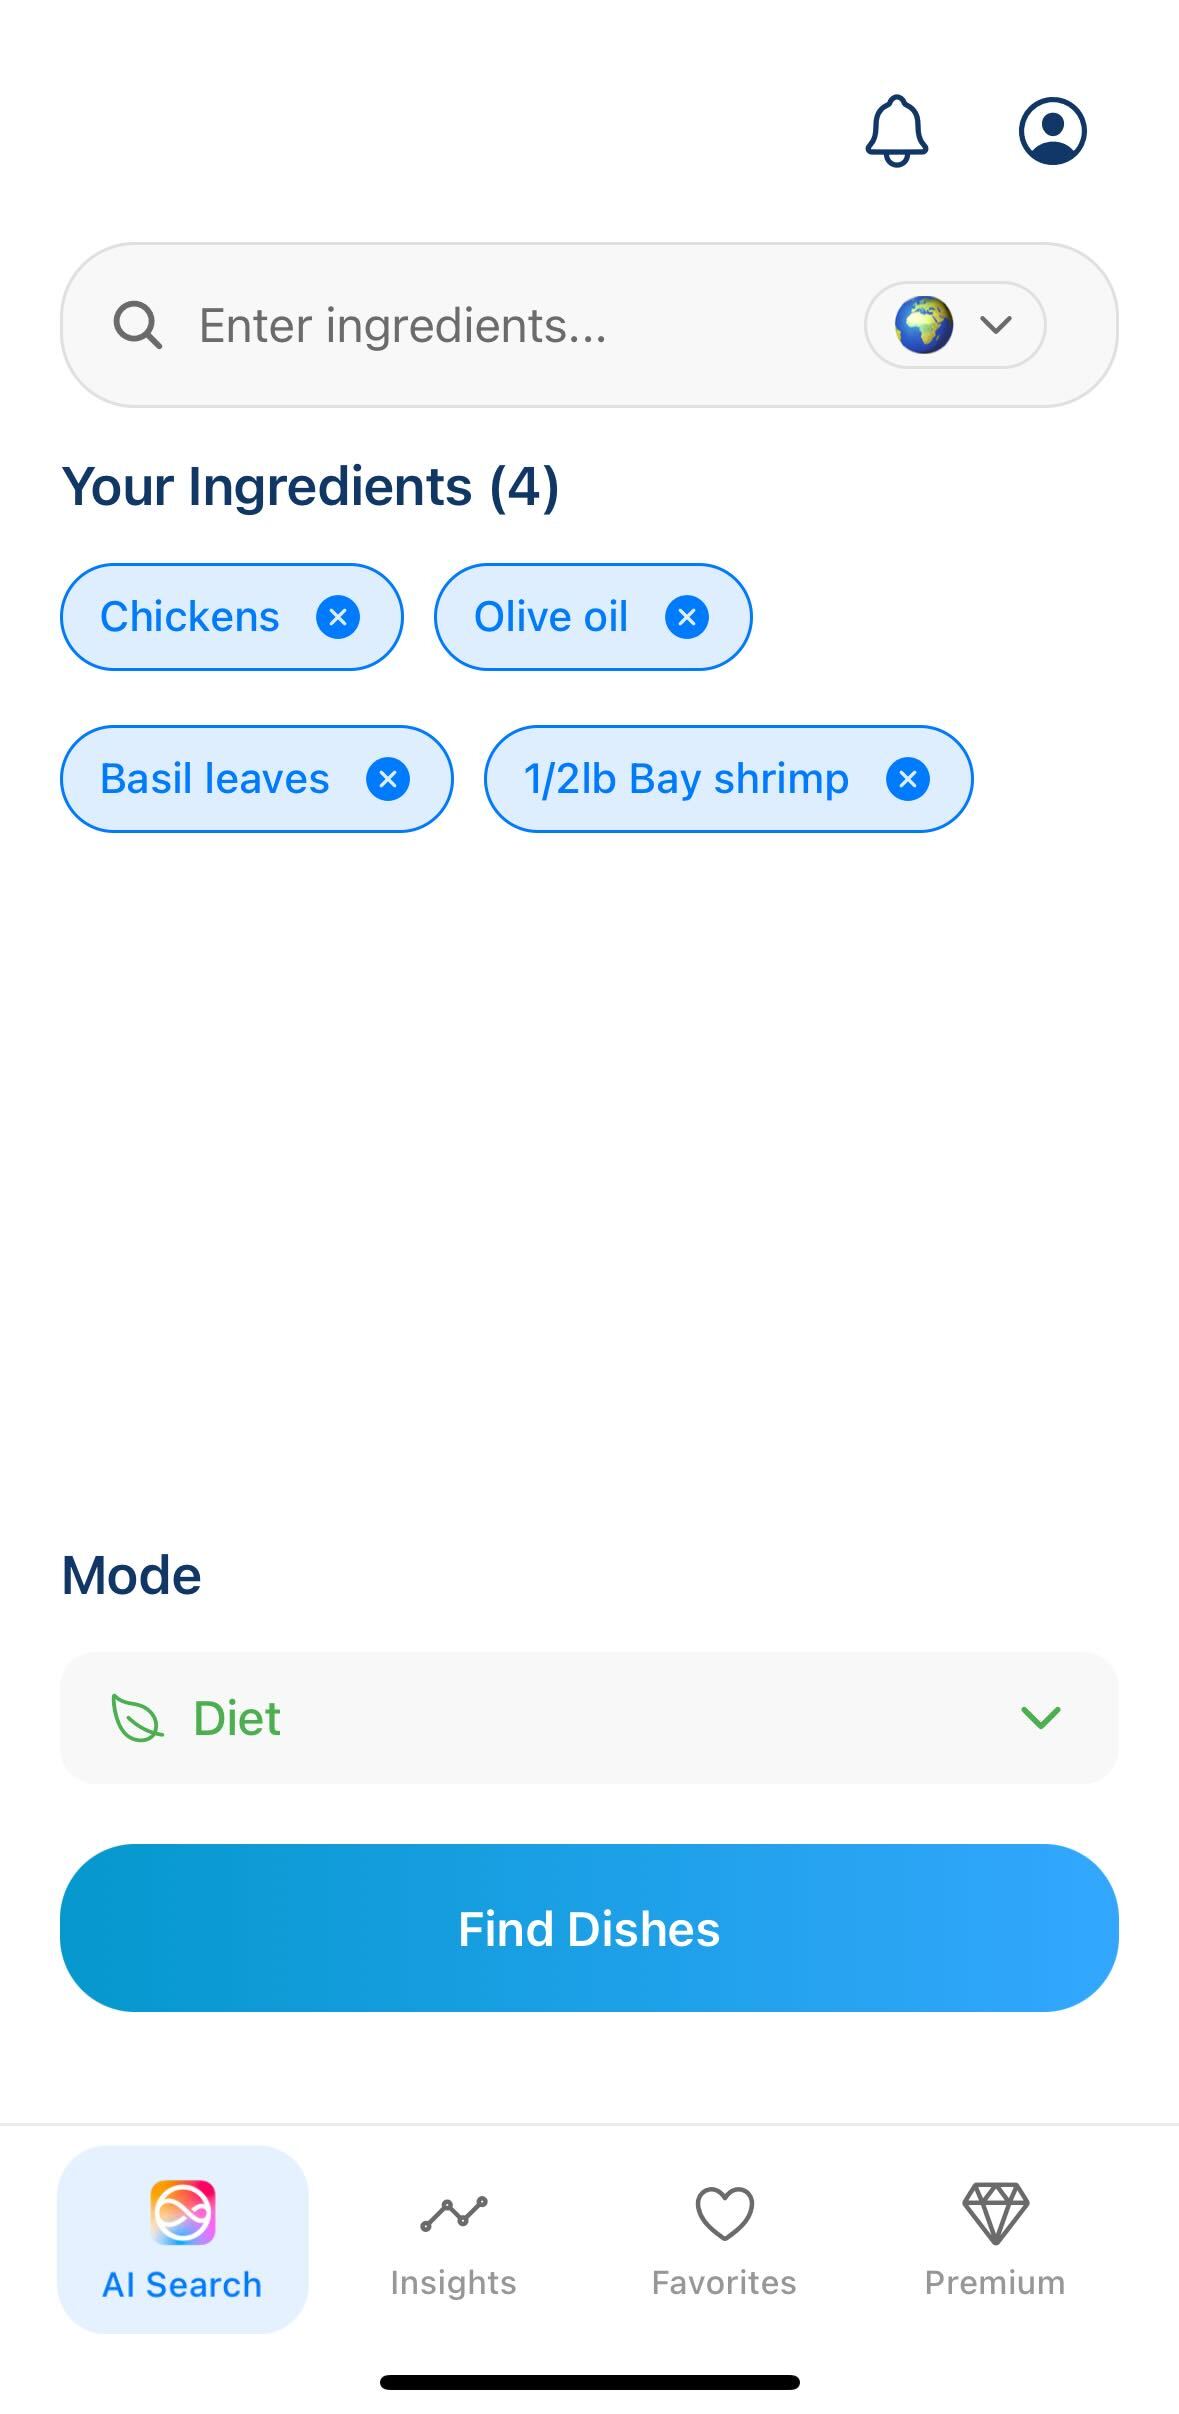 Enter ingredients...
Your Ingredients (4)
Chickens Olive oil
Basil leaves 1/2lb Bay shrimp
Mode
Diet
Find Dishes
AI Search Insights Favorites Premium